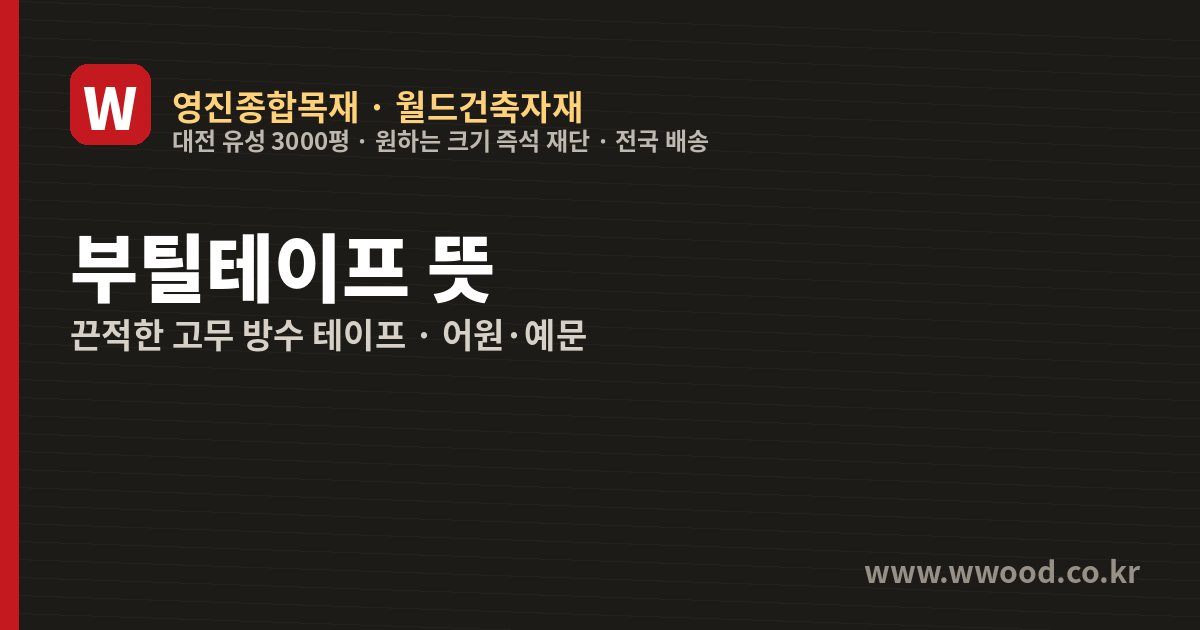 W
영진종합목재 · 월드건축자재
대전 유성 3000평 · 원하는 크기 즉석 재단 · 전국 배송
부틸테이프 뜻
끈적한 고무 방수 테이프 · 어원·예문
www.wwood.co.kr